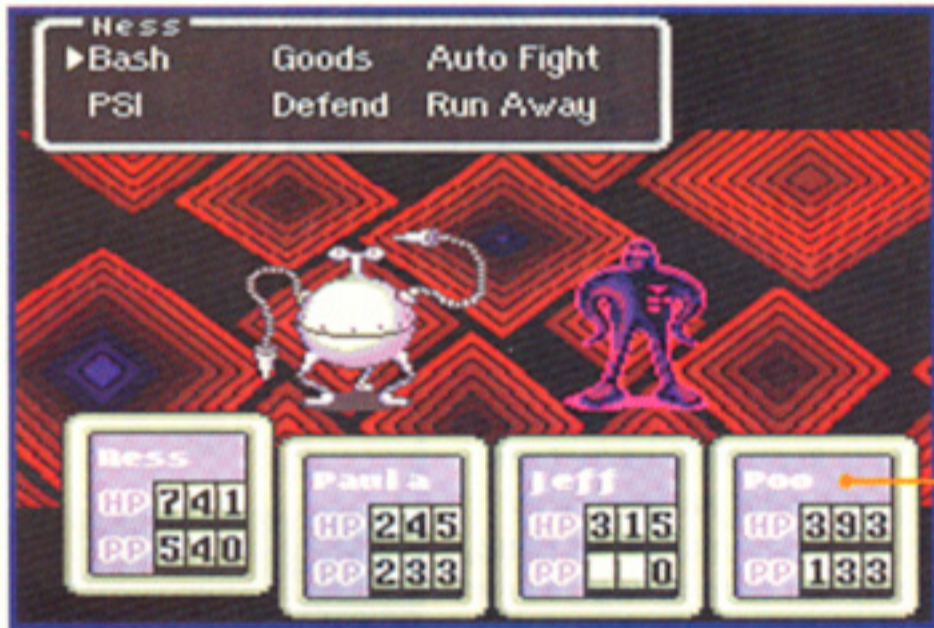 Ness
▶Bash Goods Auto Fight
PSI Defend Run Away
Ness
HP 741
PP 540
Paula
HP 245
PP 233
Jeff
HP 315
PP 0
Poo
HP 393
PP 133